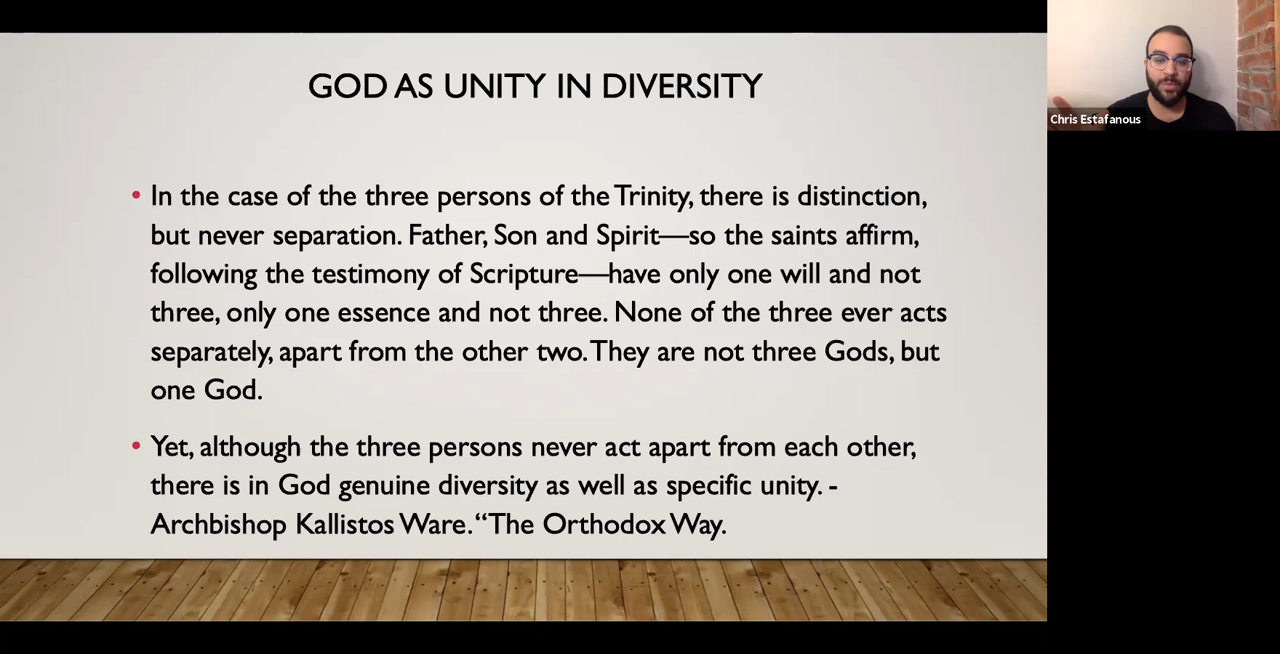 GOD AS UNITY IN DIVERSITY
• In the case of the three persons of the Trinity, there is distinction,
but never separation. Father, Son and Spirit—so the saints affirm,
following the testimony of Scripture—have only one will and not
three, only one essence and not three. None of the three ever acts
separately, apart from the other two. They are not three Gods, but
one God.
• Yet, although the three persons never act apart from each other,
there is in God genuine diversity as well as specific unity. -
Archbishop Kallistos Ware. “The Orthodox Way.
Chris Estafanous